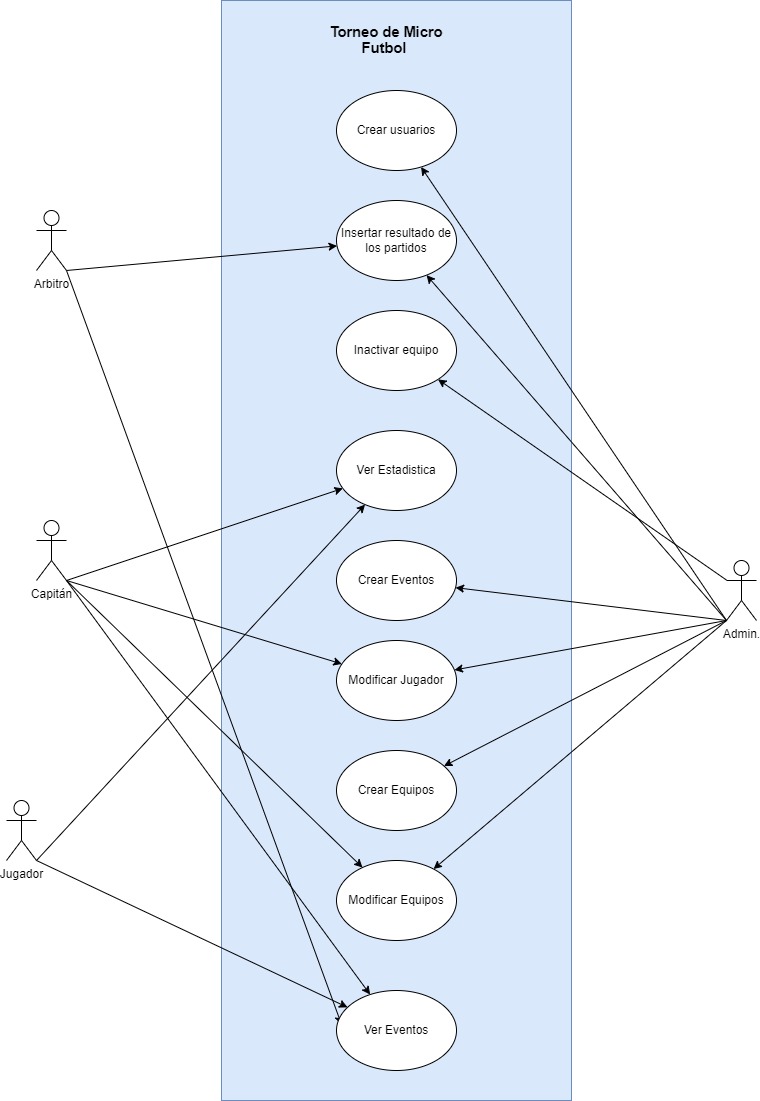 Torneo de Micro
Futbol
Crear usuarios
Arbitro
Insertar resultado de
los partidos
Inactivar equipo
Ver Estadistica
Capitán
Crear Eventos
Admin.
Modificar Jugador
Crear Equipos
Jugador
Modificar Equipos
Ver Eventos